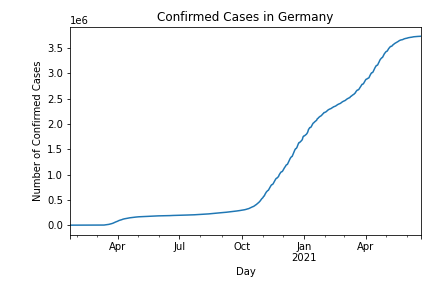 Confirmed Cases in Germany
1e6
3.5
3.0
2.5
2.0
1.5
1.0
0.5
0.0
Number of Confirmed Cases
Apr
Jul
Oct
Jan
2021
Apr
Day